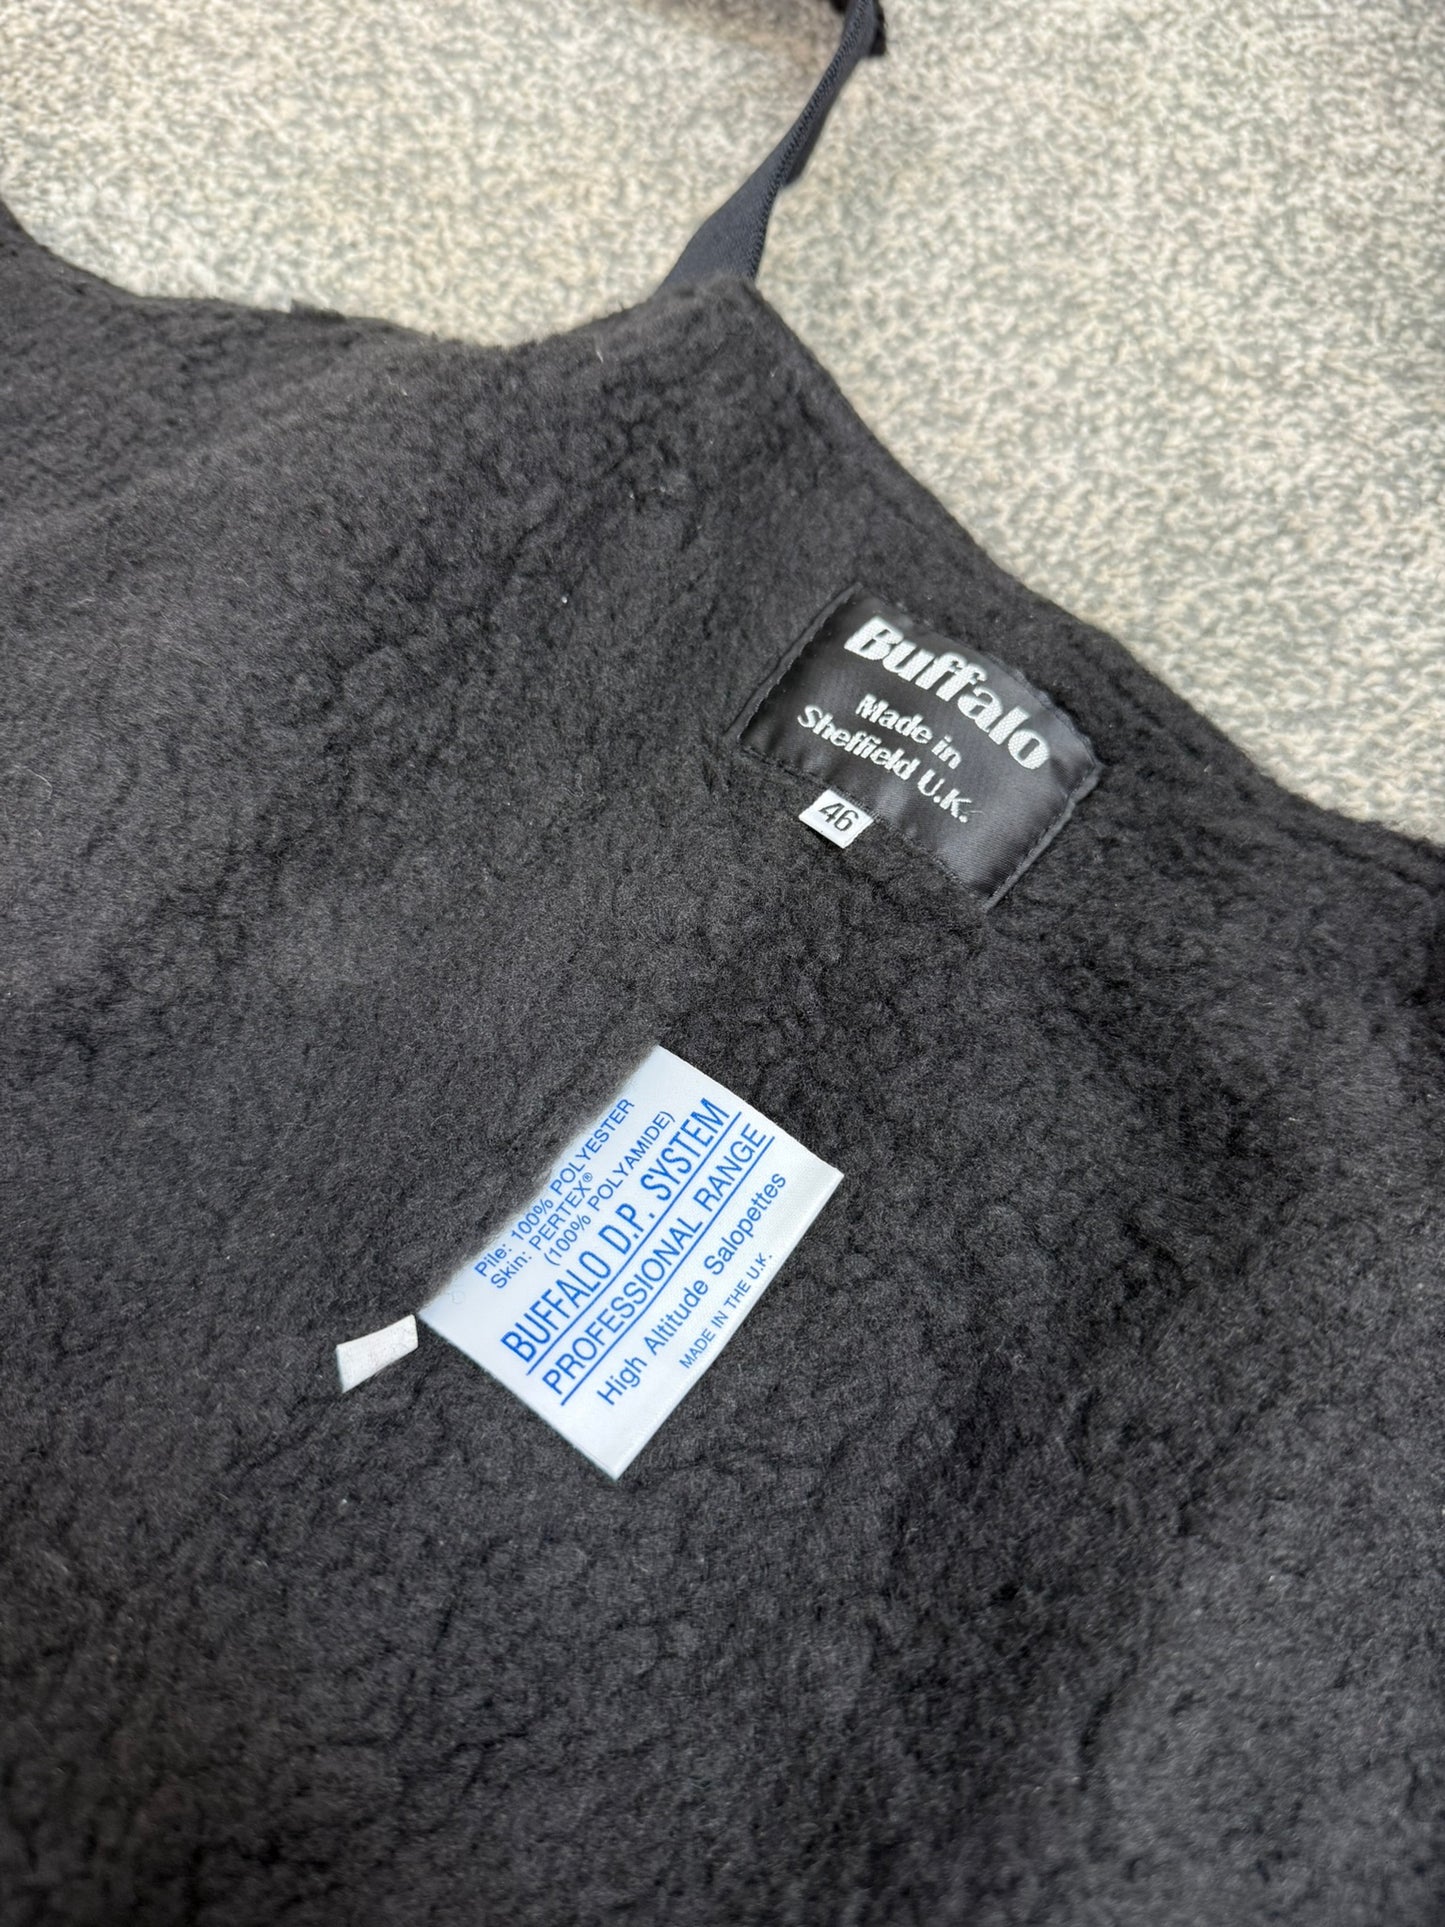 Buffalo
Made in
Sheffield U.K.
46
Pile: 100% POLYESTER
Skin: PERTEX®
(100% POLYAMIDE)
BUFFALO D.P. SYSTEM
PROFESSIONAL RANGE
High Altitude Salopettes
MADE IN THE U.K.